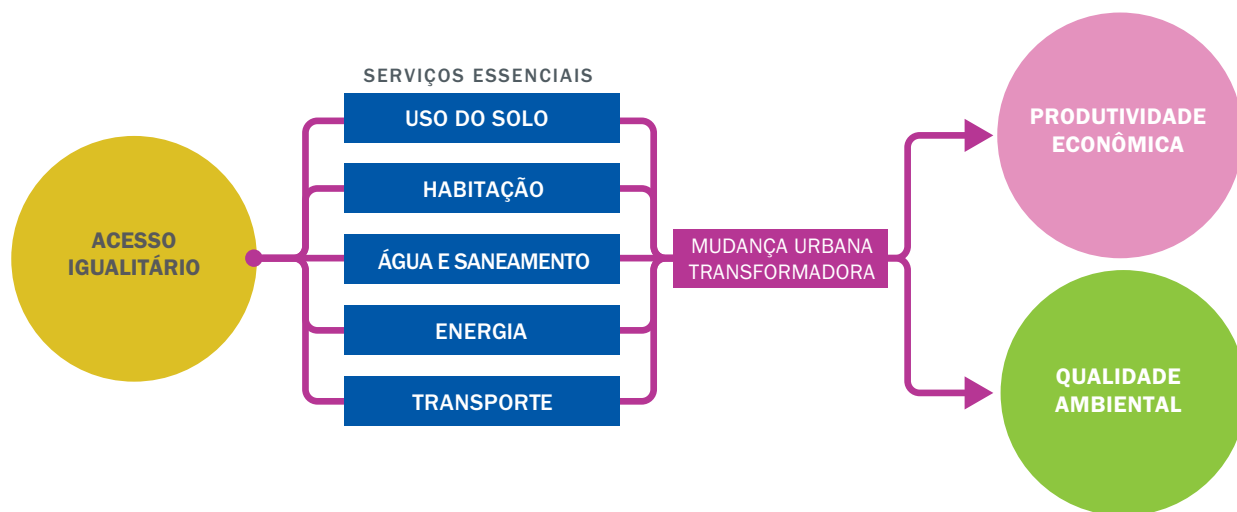 ACESSO
IGUALITÁRIO
SERVIÇOS ESSENCIAIS
USO DO SOLO
HABITAÇÃO
ÁGUA E SANEAMENTO
ENERGIA
TRANSPORTE
MUDANÇA URBANA
TRANSFORMADORA
PRODUTIVIDADE
ECONÔMICA
QUALIDADE
AMBIENTAL